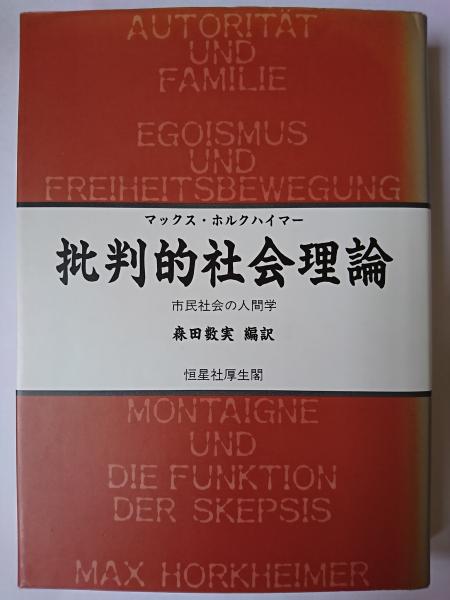 AUTORITÄT
UND
FAMILIE
EGOISMUS
UND
FREIHEITSBEWEGUNG
マックス・ホルクハイマー
批判的社会理論
市民社会の人間学
森田数実 編訳
恒星社厚生閣
MONTAIGNE
UND
DIE FUNKTION
DER SKEPSIS
MAX HORKHEIMER